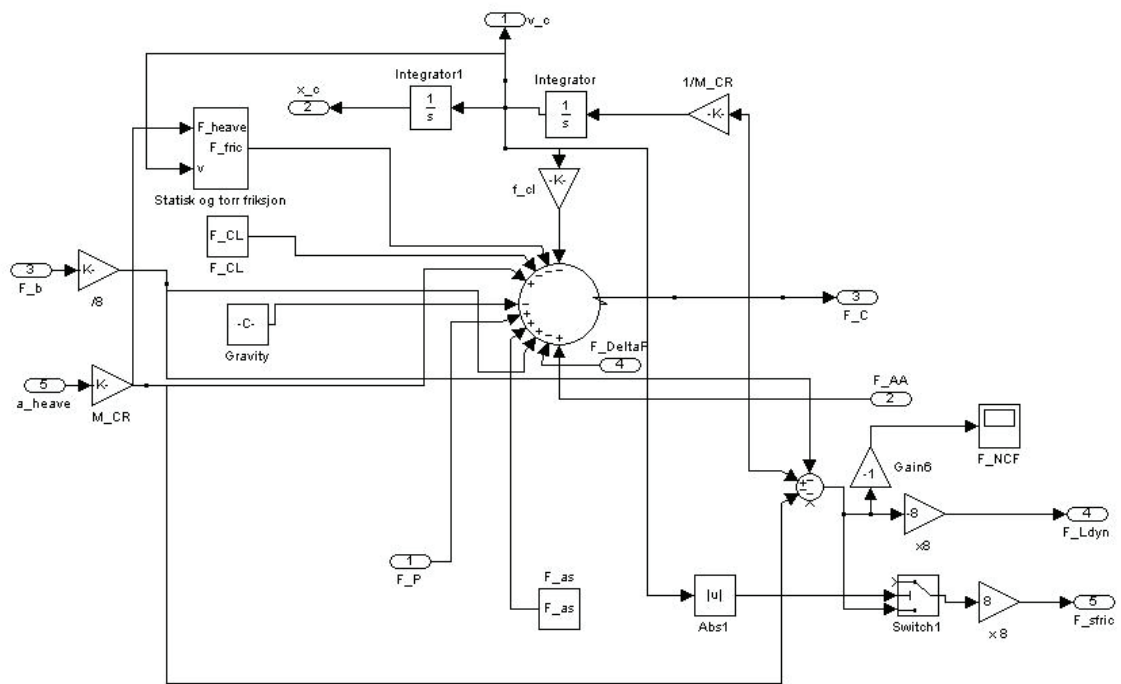 1
v_c
Integrator1
Integrator
1/M_CR
x_c
2
1
s
1
s
-K-
F_heave
F_fric
v
Statisk og torr friksjon
-K-
f_cl
F_CL
F_CL
3
F_b
K-
/8
-C-
Gravity
3
F_C
F_DeltaF
4
5
a_heave
K-
M_CR
F_AA
2
F_NCF
-1
Gain6
-8
x8
4
F_Ldyn
1
F_P
F_as
F_as
|u|
Abs1
Switch1
8
x 8
5
F_sfric